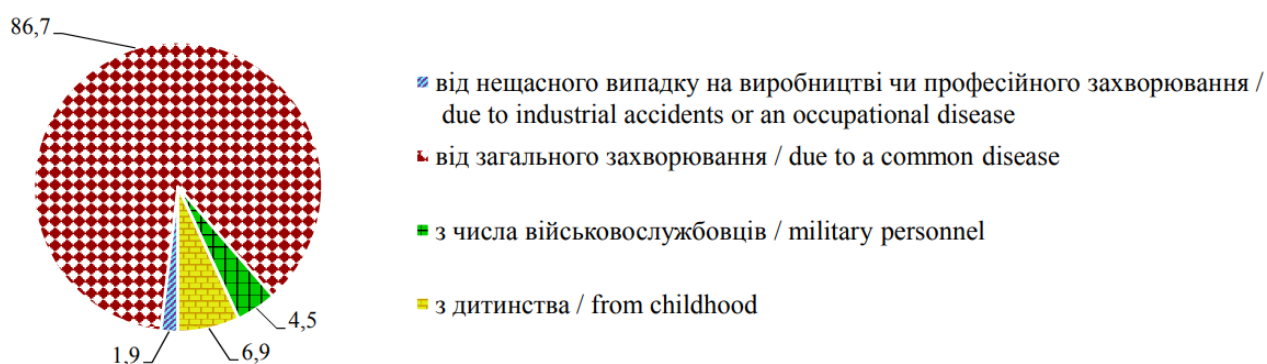 86,7
від нещасного випадку на виробництві чи професійного захворювання /
due to industrial accidents or an occupational disease
від загального захворювання / due to a common disease
з числа військовослужбовців / military personnel
з дитинства / from childhood
4,5
1,9
6,9